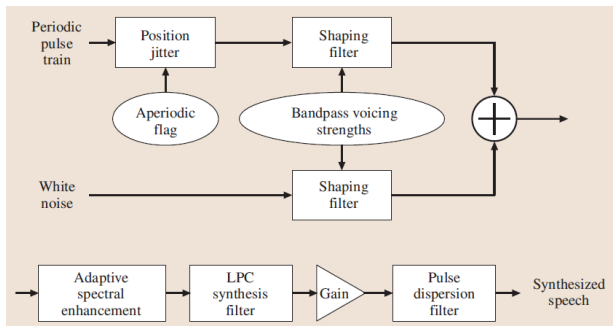 Periodic
pulse
train
Position
jitter
Shaping
filter
Aperiodic
flag
Bandpass voicing
strengths
White
noise
Shaping
filter
Adaptive
spectral
enhancement
LPC
synthesis
filter
Gain
Pulse
dispersion
filter
Synthesized
speech